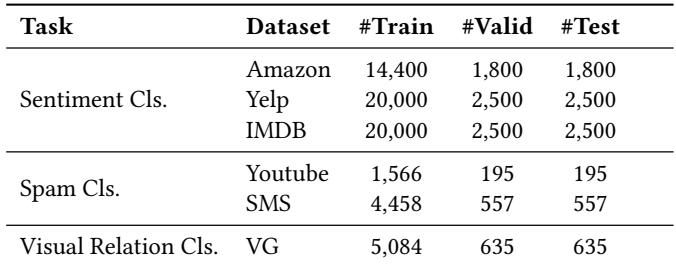 Task Dataset #Train #Valid #Test
Amazon 14,400 1,800 1,800
Sentiment Cls. Yelp 20,000 2,500 2,500
IMDB 20,000 2,500 2,500
Youtube 1,566 195 195
Spam Cls.
SMS 4,458 557 557
Visual Relation Cls. VG 5,084 635 635